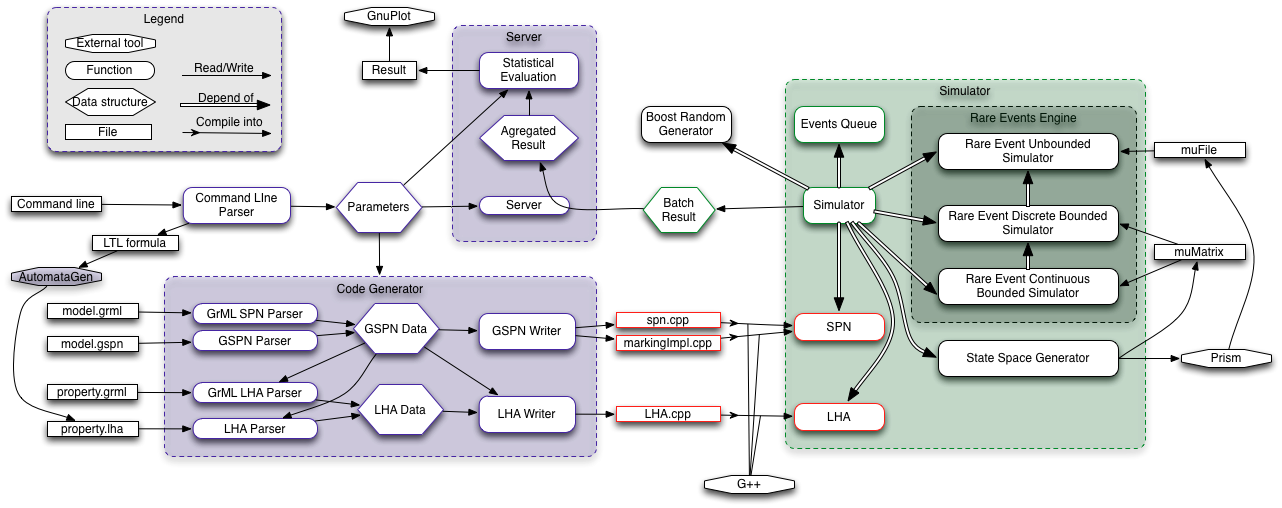 Legend
External tool
Function
Data structure
File
Read/Write
Depend of
Compile into
GnuPlot
Result
Server
Statistical
Evaluation
Agregated
Result
Server
Command line
Command LIne
Parser
Parameters
LTL formula
AutomataGen
Code Generator
model.grml
model.gspn
property.grml
property.lha
GrML SPN Parser
GSPN Parser
GrML LHA Parser
LHA Parser
GSPN Data
LHA Data
GSPN Writer
LHA Writer
spn.cpp
markingImpl.cpp
LHA.cpp
G++
Boost Random
Generator
Batch
Result
Simulator
Events Queue
Simulator
SPN
LHA
Rare Events Engine
Rare Event Unbounded
Simulator
Rare Event Discrete Bounded
Simulator
Rare Event Continuous
Bounded Simulator
State Space Generator
muFile
muMatrix
Prism